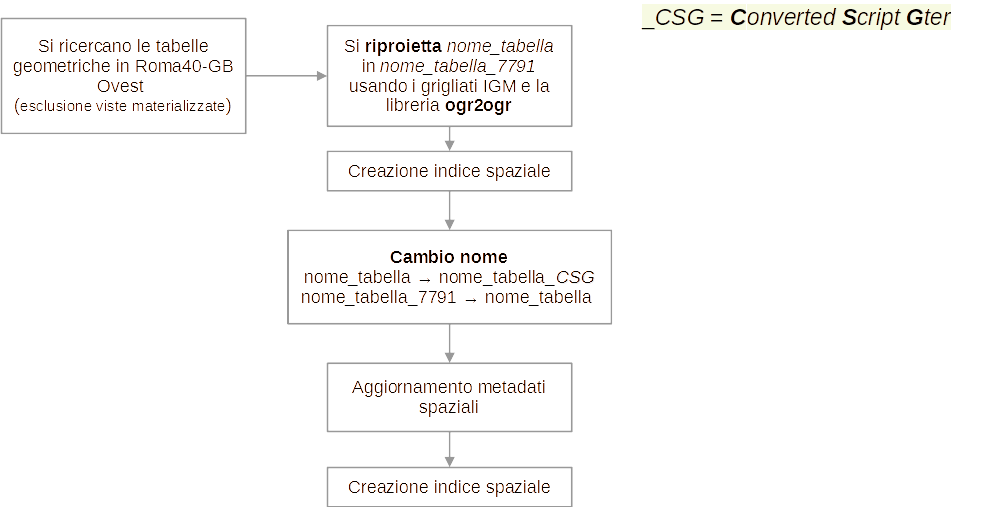 _CSG = Converted Script Gter
Si ricercano le tabelle
geometriche in Roma40-GB
Ovest
(esclusione viste materializzate)
Si riproietta nome_tabella
in nome_tabella_7791
usando i grigliati IGM e la
libreria ogr2ogr
Creazione indice spaziale
Cambio nome
nome_tabella → nome_tabella_CSG
nome_tabella_7791 → nome_tabella
Aggiornamento metadati
spaziali
Creazione indice spaziale